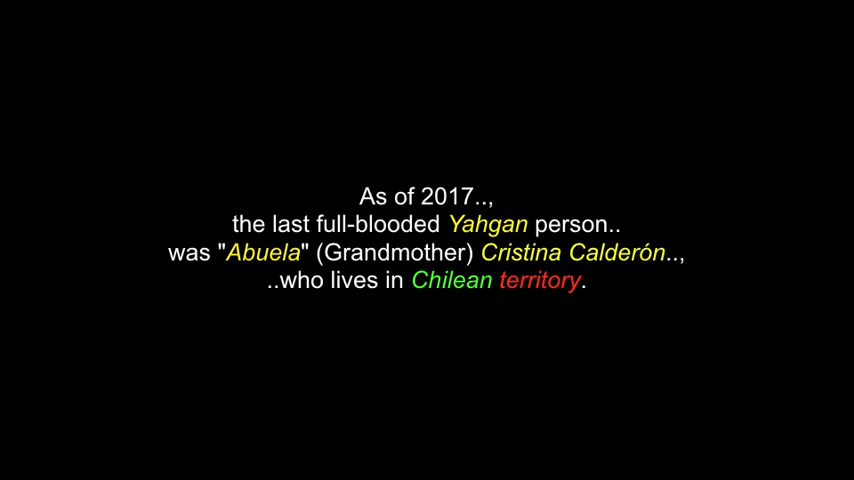 As of 2017..,
the last full-blooded Yahgan person..
was "Abuela" (Grandmother) Cristina Calderón..,
..who lives in Chilean territory.